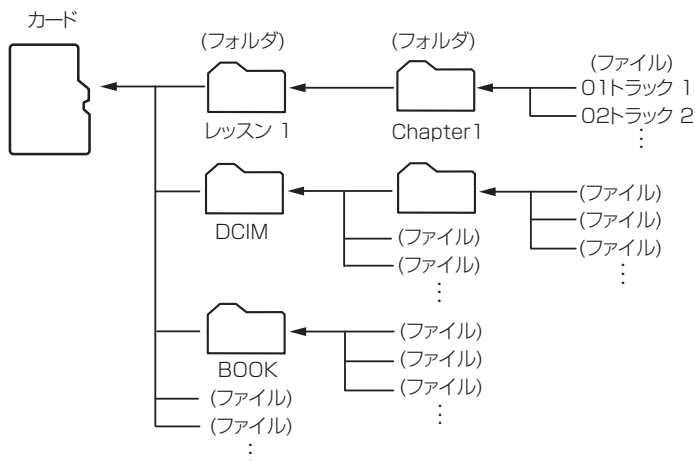 カード
(フォルダ)
(フォルダ)
(ファイル)
01トラック 1
02トラック 2
⋮
レッスン 1
Chapter1
DCIM
(ファイル)
(ファイル)
⋮
(ファイル)
(ファイル)
(ファイル)
⋮
BOOK
(ファイル)
(ファイル)
(ファイル)
⋮
(ファイル)
(ファイル)
⋮